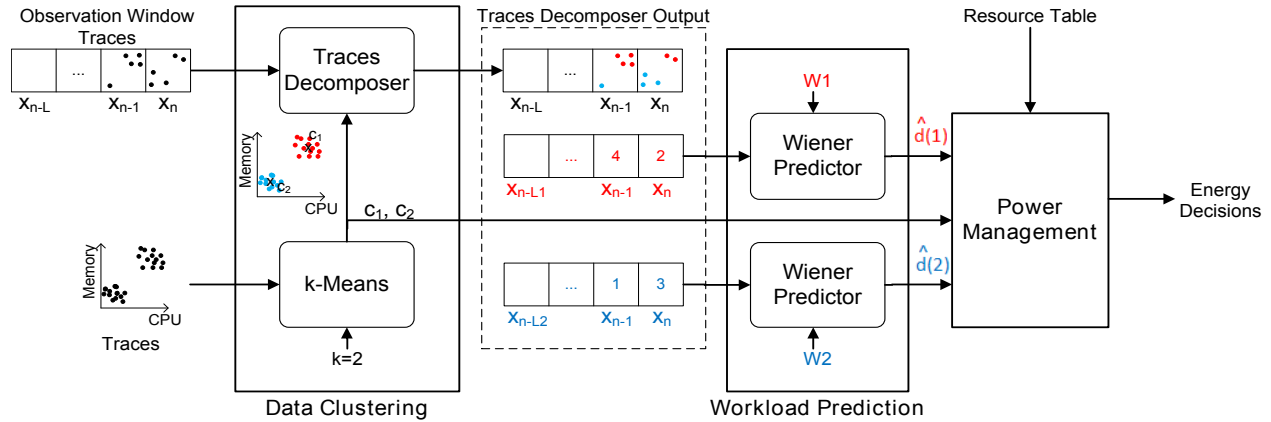 Observation Window
Traces
Traces Decomposer Output
Resource Table
...
x_{n-L} x_{n-1} x_n
Traces
Decomposer
...
x_{n-L} x_{n-1} x_n
W1
Memory
c_1
c_2
CPU
... 4 2
x_{n-L1} x_{n-1} x_n
Wiener
Predictor
^
d(1)
c_1, c_2
Power
Management
Energy
Decisions
Memory
CPU
Traces
k-Means
k=2
... 1 3
x_{n-L2} x_{n-1} x_n
Wiener
Predictor
^
d(2)
W2
Data Clustering
Workload Prediction